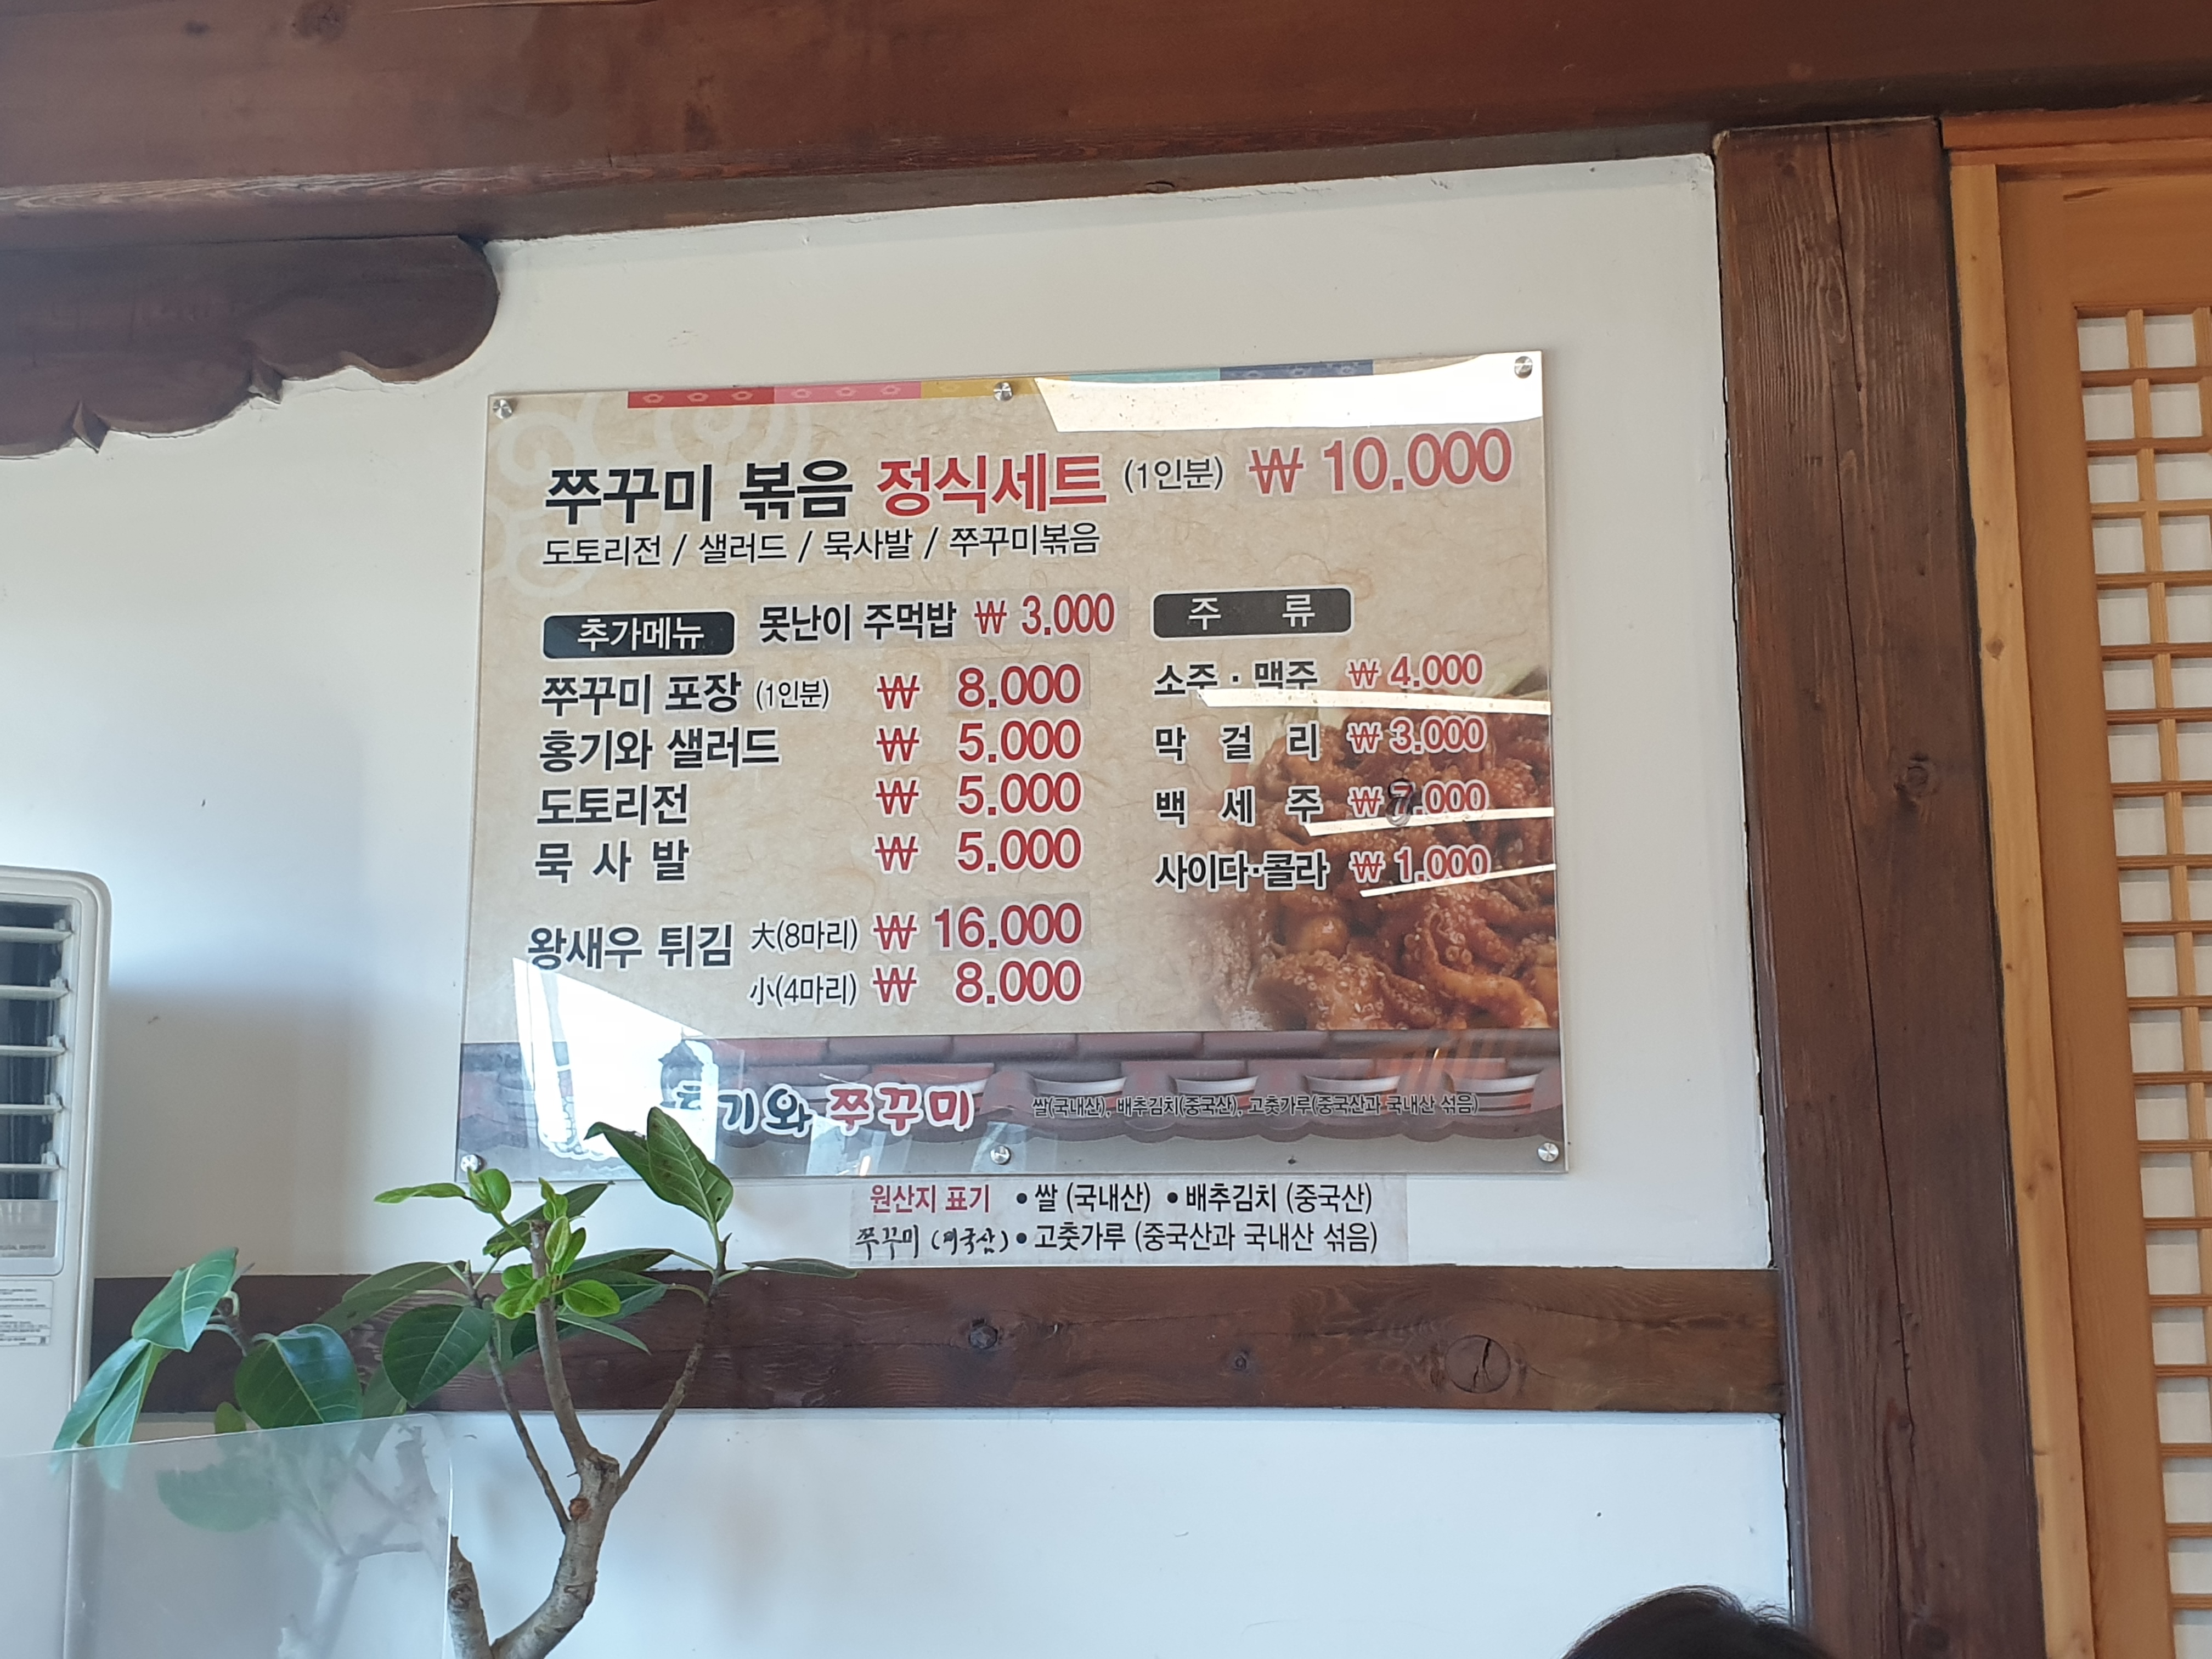 쭈꾸미 볶음 정식세트 (1인분) ₩ 10.000
도토리전 / 샐러드 / 묵사발 / 쭈꾸미볶음
추가메뉴 못난이 주먹밥 ₩ 3.000
쭈꾸미 포장 (1인분) ₩ 8.000
홍기와 샐러드 ₩ 5.000
도토리전 ₩ 5.000
묵 사 발 ₩ 5.000
왕새우 튀김 大(8마리) ₩ 16.000
小(4마리) ₩ 8.000
주 류
소주 · 맥주 ₩ 4.000
막 걸 리 ₩ 3.000
백 세 주 ₩
사이다·콜라 ₩ 1.000
기와 쭈꾸미
쌀(국내산), 배추김치(중국산), 고춧가루(중국산과 국내산 섞음)
원산지 표기 • 쌀 (국내산) • 배추김치 (중국산)
쭈꾸미 • 고춧가루 (중국산과 국내산 섞음)